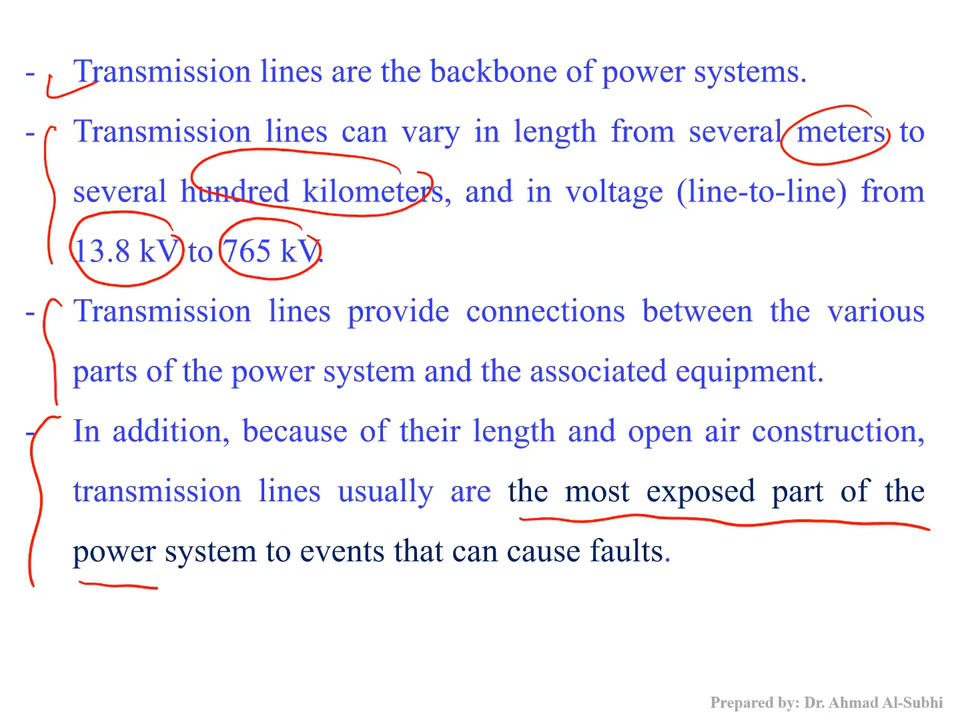 - Transmission lines are the backbone of power systems.
- Transmission lines can vary in length from several meters to
several hundred kilometers, and in voltage (line-to-line) from
13.8 kV to 765 kV.
- Transmission lines provide connections between the various
parts of the power system and the associated equipment.
- In addition, because of their length and open air construction,
transmission lines usually are the most exposed part of the
power system to events that can cause faults.
Prepared by: Dr. Ahmad Al-Subhi